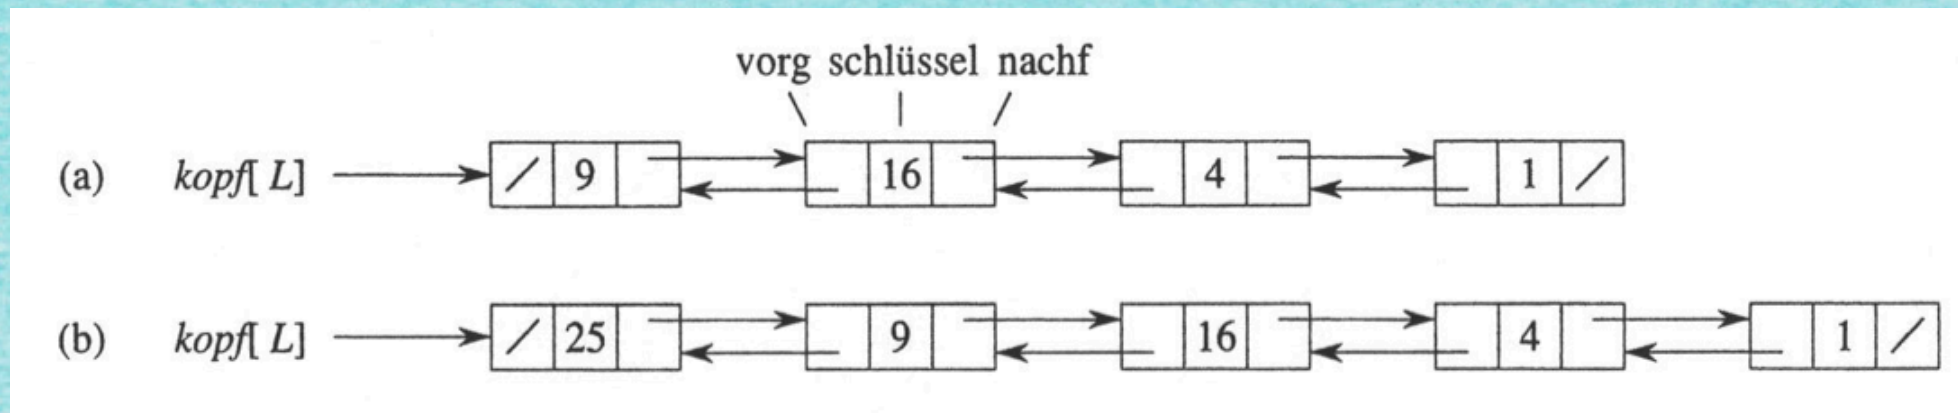 vorg schlüssel nachf
(a) kopf[ L] / 9 16 4 1 /
(b) kopf[ L] / 25 9 16 4 1 /